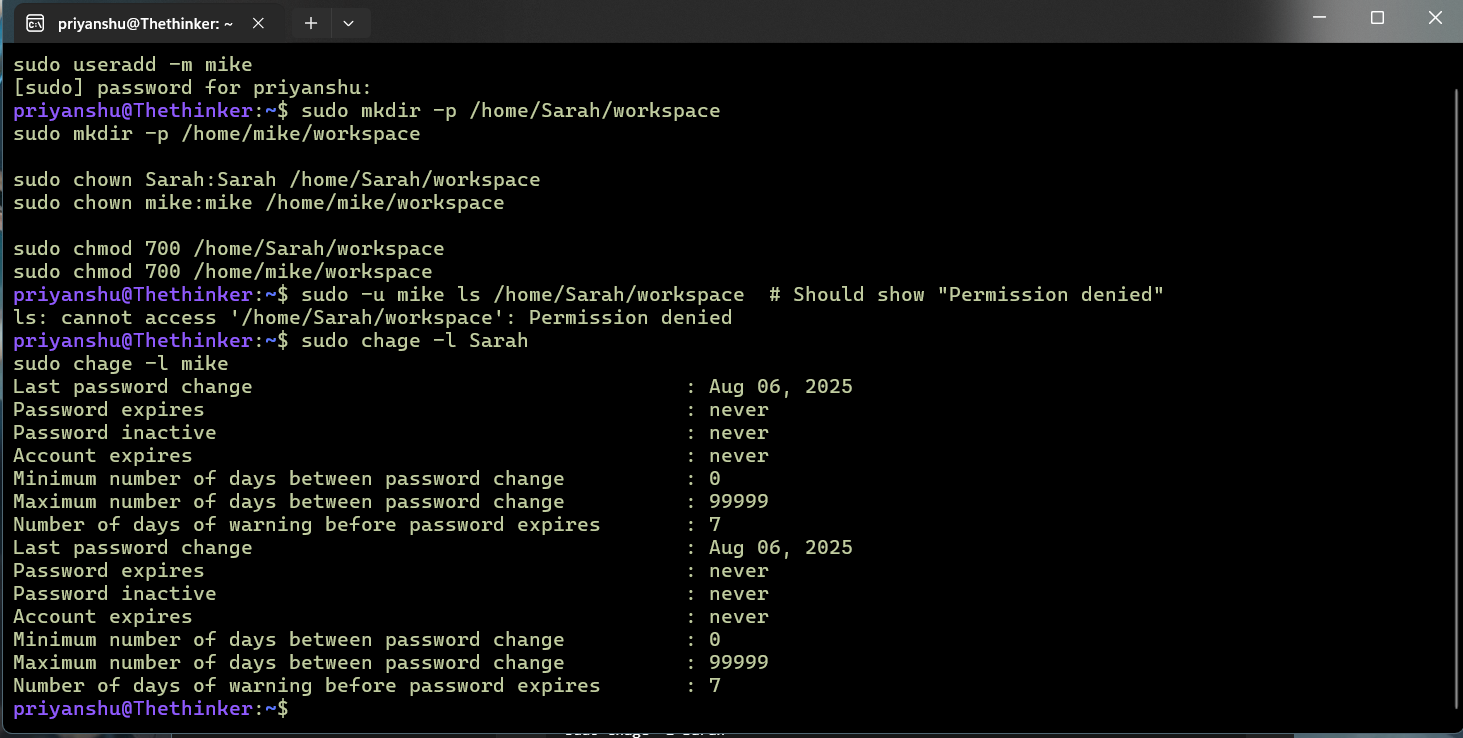 priyanshu@Thethinker: ~
sudo useradd -m mike
[sudo] password for priyanshu:
priyanshu@Thethinker:~$ sudo mkdir -p /home/Sarah/workspace
sudo mkdir -p /home/mike/workspace
sudo chown Sarah:Sarah /home/Sarah/workspace
sudo chown mike:mike /home/mike/workspace
sudo chmod 700 /home/Sarah/workspace
sudo chmod 700 /home/mike/workspace
priyanshu@Thethinker:~$ sudo -u mike ls /home/Sarah/workspace  # Should show "Permission denied"
ls: cannot access '/home/Sarah/workspace': Permission denied
priyanshu@Thethinker:~$ sudo chage -l Sarah
sudo chage -l mike
Last password change : Aug 06, 2025
Password expires : never
Password inactive : never
Account expires : never
Minimum number of days between password change : 0
Maximum number of days between password change : 99999
Number of days of warning before password expires : 7
Last password change : Aug 06, 2025
Password expires : never
Password inactive : never
Account expires : never
Minimum number of days between password change : 0
Maximum number of days between password change : 99999
Number of days of warning before password expires : 7
priyanshu@Thethinker:~$